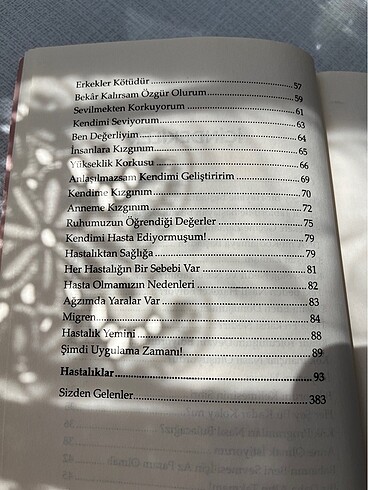 Erkekler Kötüdür 57
Bekâr Kalırsam Özgür Olurum 59
Sevilmekten Korkuyorum 61
Kendimi Seviyorum 63
Ben Değerliyim 64
İnsanlara Kızgınım 65
Yükseklik Korkusu 66
Anlaşılmazsam Kendimi Geliştiririm 69
Kendime Kızgınım 70
Anneme Kızgınım 72
Ruhumuzun Öğrendiği Değerler 75
Kendimi Hasta Ediyormuşum! 79
Hastalıktan Sağlığa 79
Her Hastalığın Bir Sebebi Var 81
Hasta Olmamızın Nedenleri 82
Ağzımda Yaralar Var 83
Migren 84
Hastalık Yemini 88
Şimdi Uygulama Zamanı! 89
Hastalıklar 93
Sizden Gelenler 383